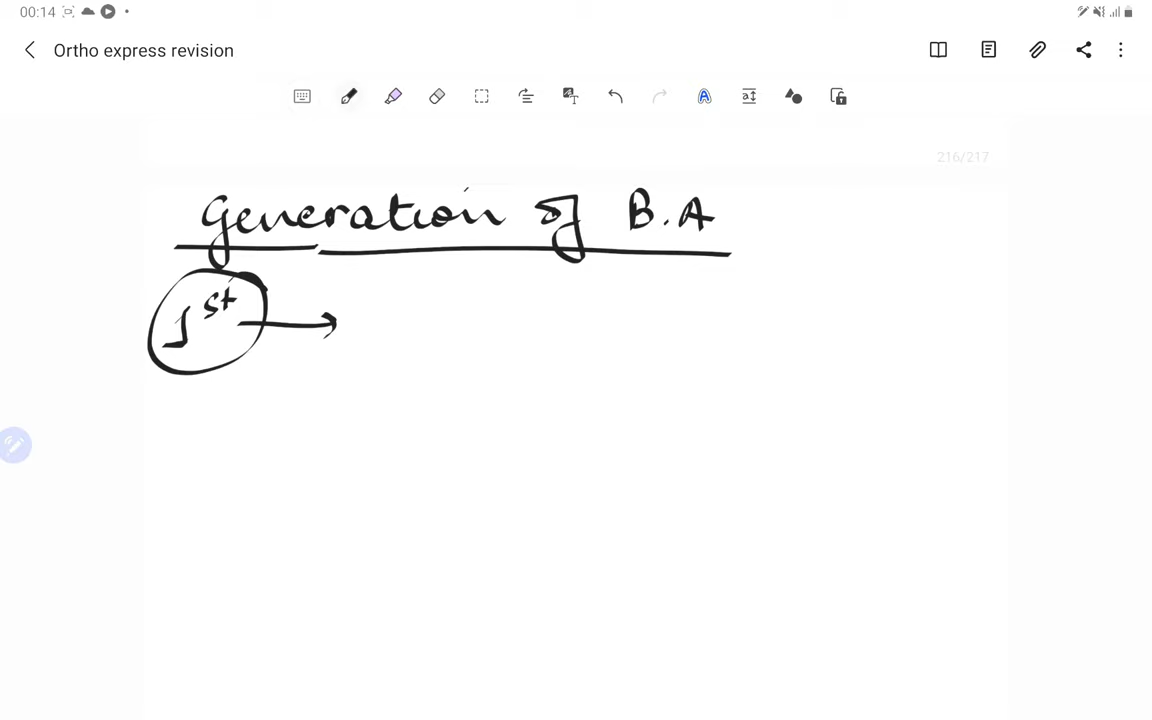 00:14
Ortho express revision
216/217
Generation of B.A
1st →